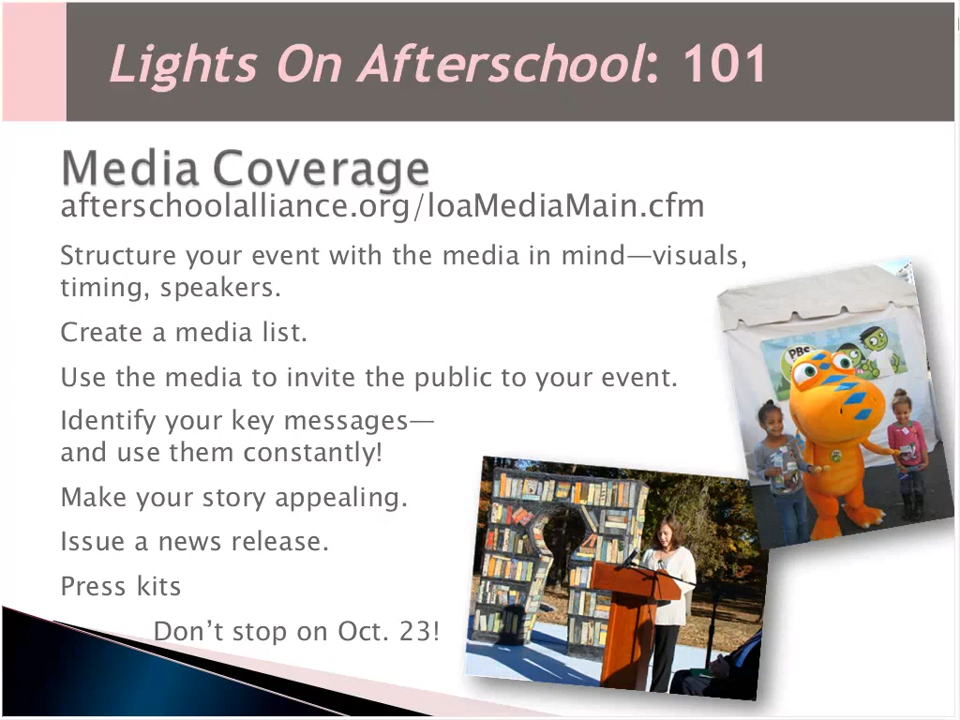 Lights On Afterschool: 101
Media Coverage
afterschoolalliance.org/loaMediaMain.cfm
Structure your event with the media in mind—visuals,
timing, speakers.
Create a media list.
Use the media to invite the public to your event.
Identify your key messages—
and use them constantly!
Make your story appealing.
Issue a news release.
Press kits
Don't stop on Oct. 23!
PBS